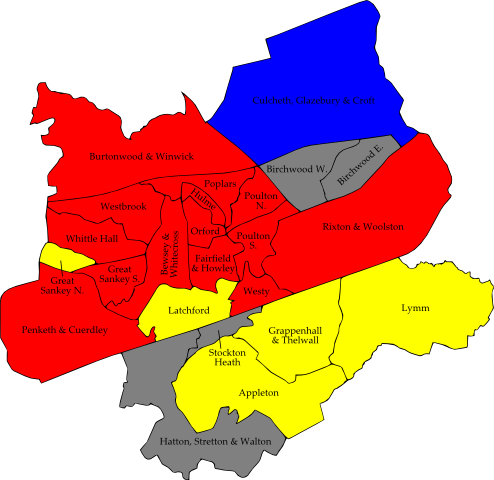 Culcheth, Glazebury & Croft
Burtonwood & Winwick
Birchwood W.
Birchwood E.
Poplars
Hulme
Poulton
N.
Westbrook
Whittle Hall
Bewsey &
Whitecross
Orford
Poulton
S.
Rixton & Woolston
Great
Sankey N.
Great
Sankey S.
Fairfield
& Howley
Westy
Penketh & Cuerdley
Latchford
Lymm
Grappenhall
& Thelwall
Stockton
Heath
Appleton
Hatton, Stretton & Walton